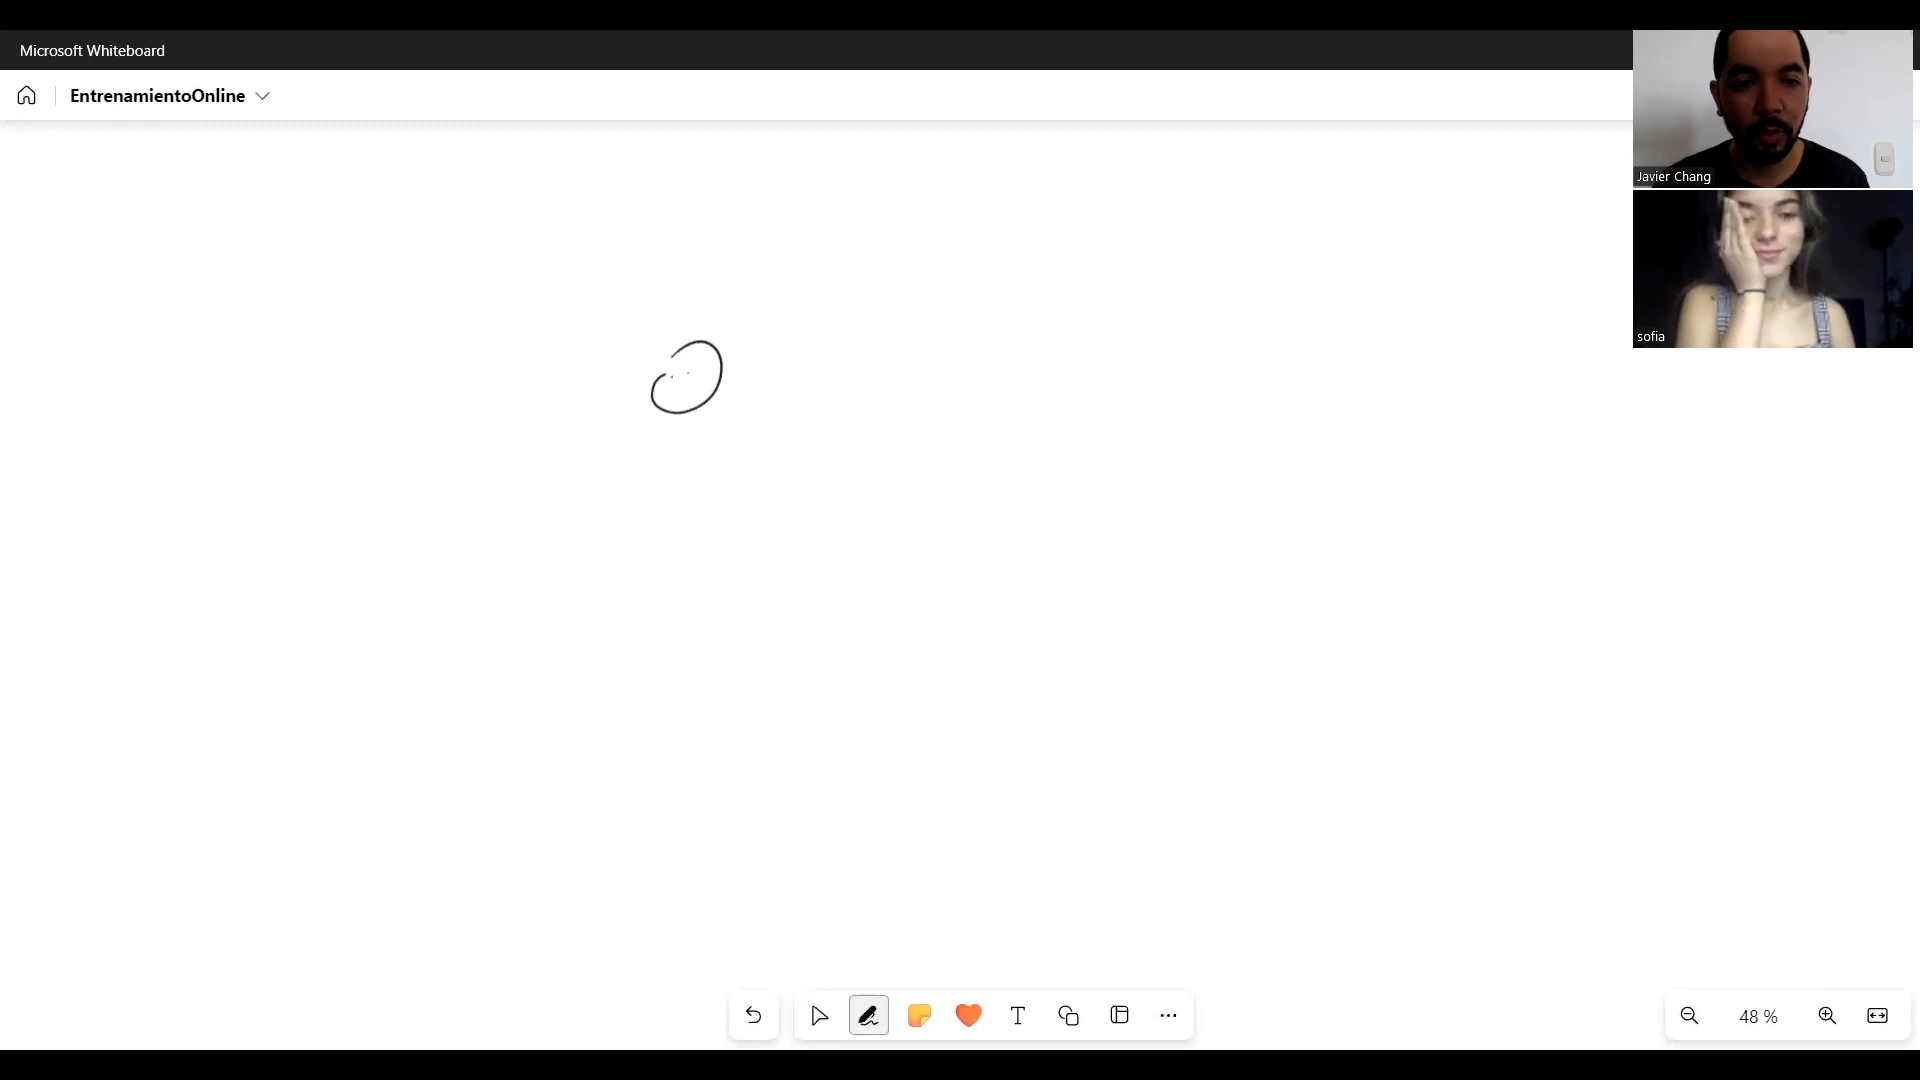 Microsoft Whiteboard
EntrenamientoOnline
Javier Chang
sofia
48 %